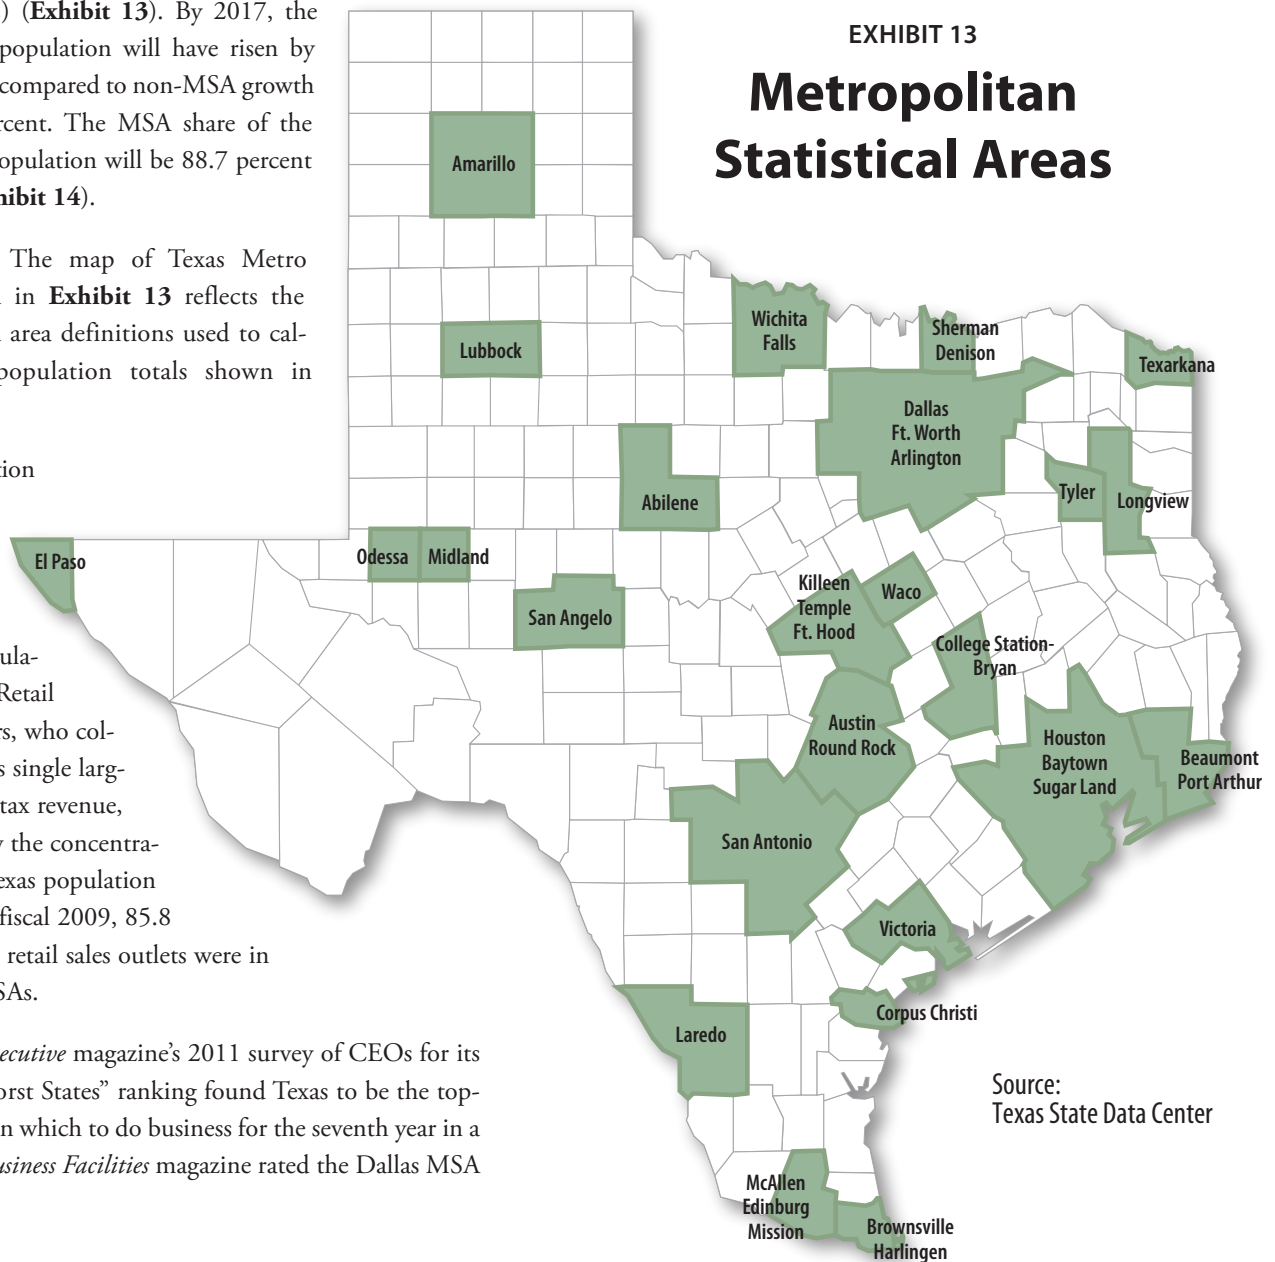 ) (Exhibit 13). By 2017, the
population will have risen by
compared to non-MSA growth
rcent. The MSA share of the
opulation will be 88.7 percent
hibit 14).
The map of Texas Metro
in Exhibit 13 reflects the
area definitions used to cal-
population totals shown in
tion
ula-
Retail
rs, who col-
s single larg-
tax revenue,
y the concentra-
exas population
fiscal 2009, 85.8
retail sales outlets were in
SAs.
ecutive magazine’s 2011 survey of CEOs for its
orst States” ranking found Texas to be the top-
n which to do business for the seventh year in a
usiness Facilities magazine rated the Dallas MSA
EXHIBIT 13
Metropolitan
Statistical Areas
Amarillo
Lubbock
Wichita
Falls
Sherman
Denison
Texarkana
Dallas
Ft. Worth
Arlington
Abilene
Tyler
Longview
El Paso
Odessa
Midland
San Angelo
Killeen
Temple
Ft. Hood
Waco
College Station-
Bryan
Austin
Round Rock
Houston
Baytown
Sugar Land
Beaumont
Port Arthur
San Antonio
Victoria
Corpus Christi
Laredo
McAllen
Edinburg
Mission
Brownsville
Harlingen
Source:
Texas State Data Center